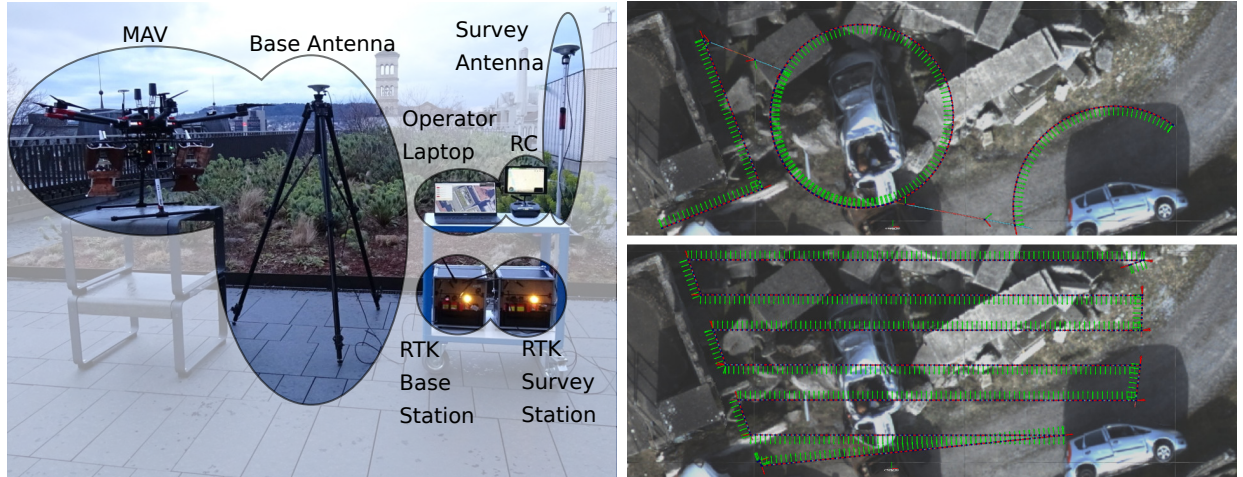 MAV
Base Antenna
Survey
Antenna
Operator
Laptop
RC
RTK
Base
Station
RTK
Survey
Station